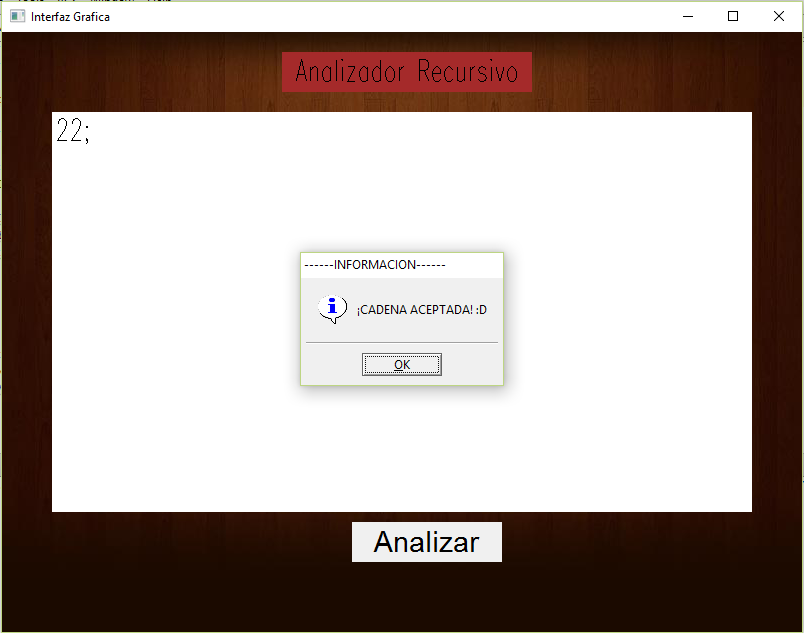 Interfaz Grafica
Analizador Recursivo
22;
------INFORMACION------
¡CADENA ACEPTADA! :D
OK
Analizar